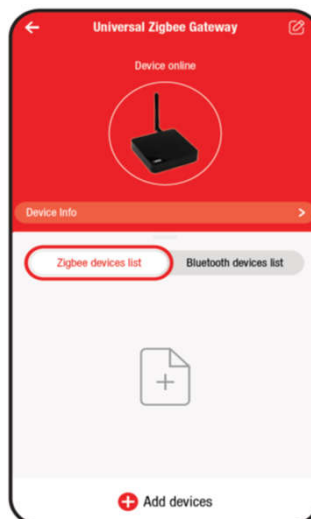 Universal Zigbee Gateway
Device online
Device Info
Zigbee devices list
Bluetooth devices list
Add devices